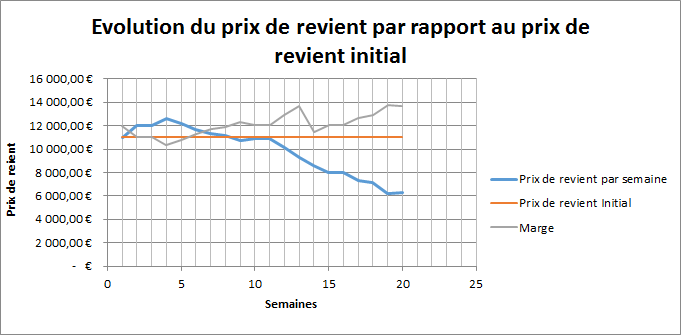 Evolution du prix de revient par rapport au prix de
revient initial
16 000,00 €
14 000,00 €
12 000,00 €
10 000,00 €
8 000,00 €
6 000,00 €
4 000,00 €
2 000,00 €
- €
Prix de reient
0 5 10 15 20 25
Semaines
Prix de revient par semaine
Prix de revient Initial
Marge